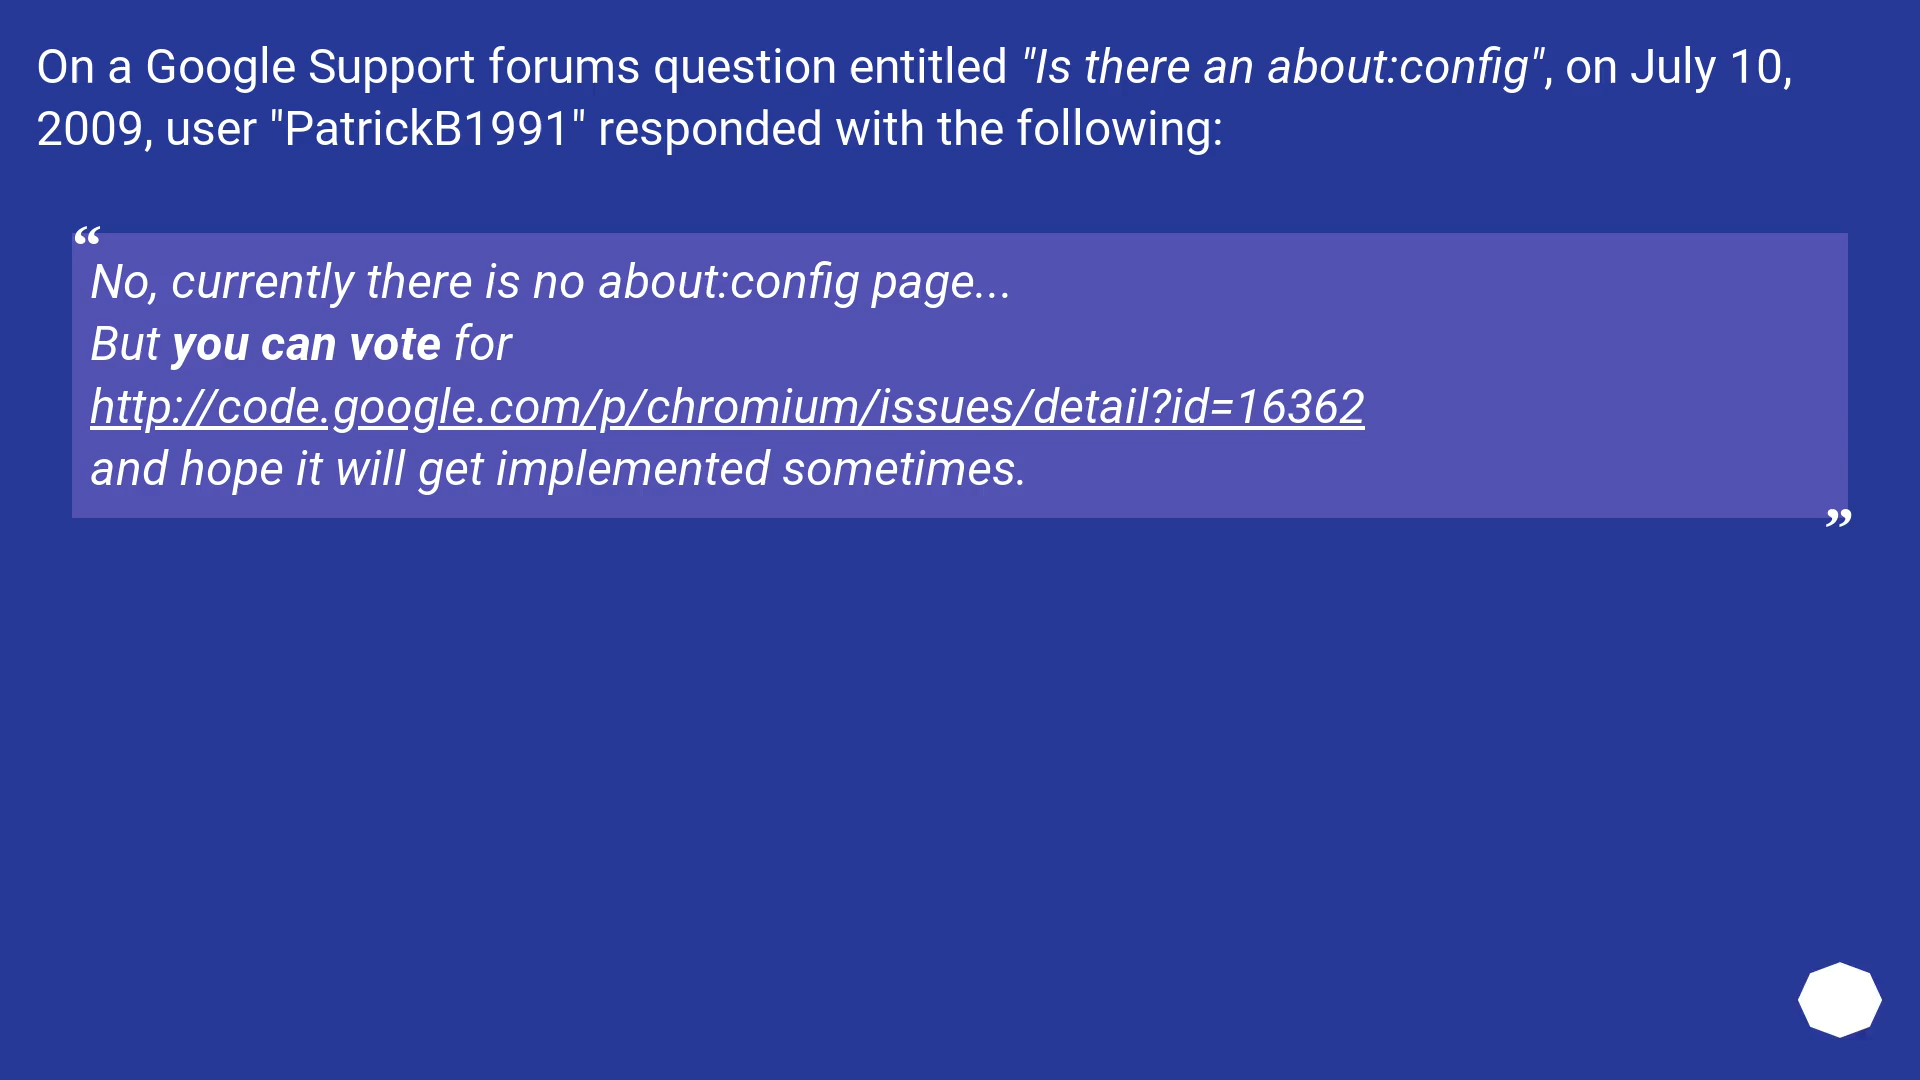 On a Google Support forums question entitled "Is there an about:config", on July 10,
2009, user "PatrickB1991" responded with the following:
“
No, currently there is no about:config page...
But you can vote for
http://code.google.com/p/chromium/issues/detail?id=16362
and hope it will get implemented sometimes.
”